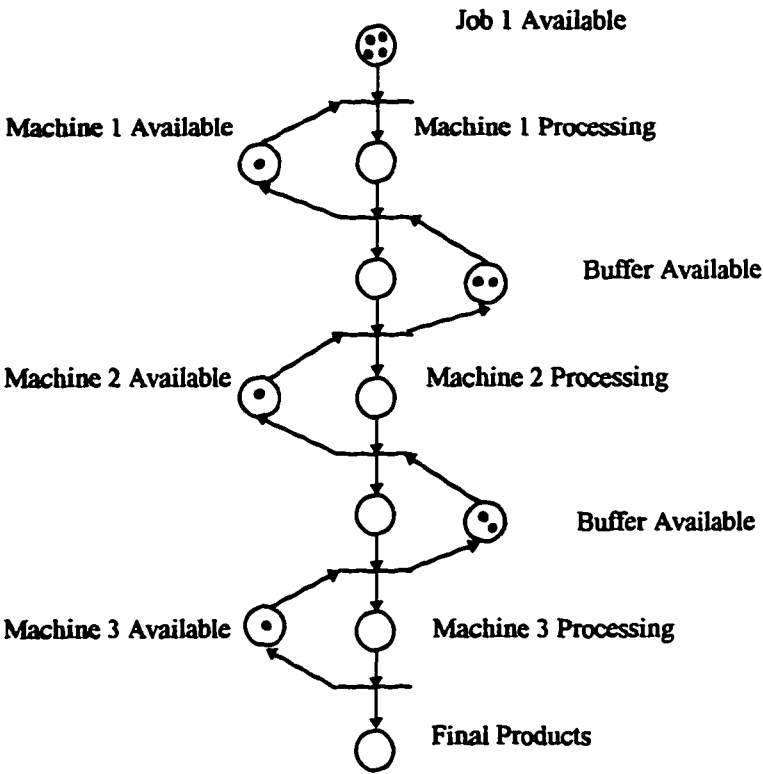 Job 1 Available
Machine 1 Available
Machine 1 Processing
Buffer Available
Machine 2 Available
Machine 2 Processing
Buffer Available
Machine 3 Available
Machine 3 Processing
Final Products